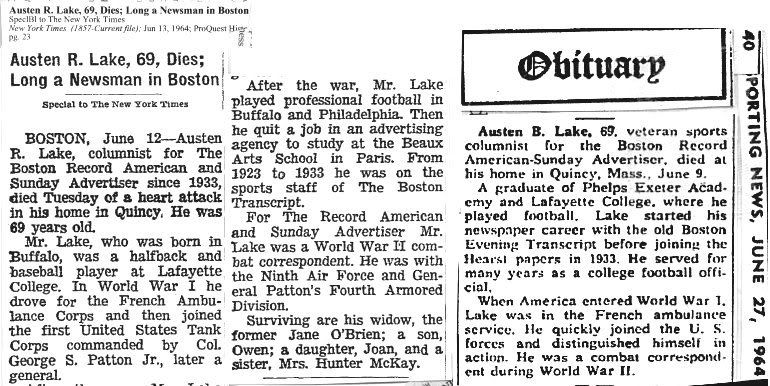 Austen R. Lake, 69, Dies; Long a Newsman in Boston
SpeclBl to The New York Times
New York Times (1857-Current file); Jun 13, 1964; ProQuest
pg. 23
Austen R. Lake, 69, Dies;
Long a Newsman in Boston
Special to The New York Times
BOSTON, June 12—Austen
R. Lake, columnist for The
Boston Record American and
Sunday Advertiser since 1933,
died Tuesday of a heart attack
in his home in Quincy. He was
69 years old.
Mr. Lake, who was born in
Buffalo, was a halfback and
baseball player at Lafayette
College. In World War I he
drove for the French Ambu-
lance Corps and then joined
the first United States Tank
Corps commanded by Col.
George S. Patton Jr., later a
general.
After the war, Mr. Lake
played professional football in
Buffalo and Philadelphia. Then
he quit a job in an advertising
agency to study at the Beaux
Arts School in Paris. From
1923 to 1933 he was on the
sports staff of The Boston
Transcript.
For The Record American
and Sunday Advertiser Mr.
Lake was a World War II com-
bat correspondent. He was with
the Ninth Air Force and Gen-
eral Patton's Fourth Armored
Division.
Surviving are his widow, the
former Jane O'Brien; a son,
Owen; a daughter, Joan, and a
sister, Mrs. Hunter McKay.
Obituary
Austen B. Lake, 69, veteran sports
columnist for the Boston Record
American-Sunday Advertiser, died at
his home in Quincy, Mass., June 9.
A graduate of Phelps Exeter Acad-
emy and Lafayette College, where he
played football, Lake started his
newspaper career with the old Boston
Evening Transcript before joining the
Hearst papers in 1933. He served for
many years as a college football offi-
cial.
When America entered World War I,
Lake was in the French ambulance
service. He quickly joined the U. S.
forces and distinguished himself in
action. He was a combat correspond-
ent during World War II.
40
PORTING NEWS, JUNE 27, 1964